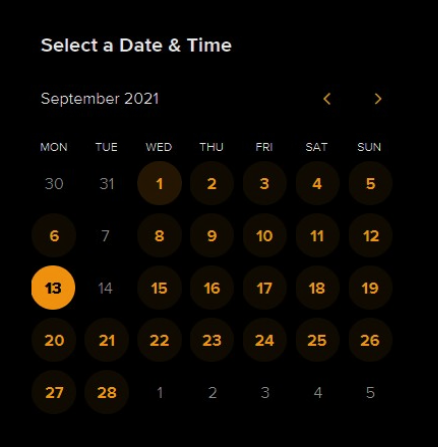 Select a Date & Time
September 2021
MON TUE WED THU FRI SAT SUN
30 31 1 2 3 4 5
6 7 8 9 10 11 12
13 14 15 16 17 18 19
20 21 22 23 24 25 26
27 28 1 2 3 4 5